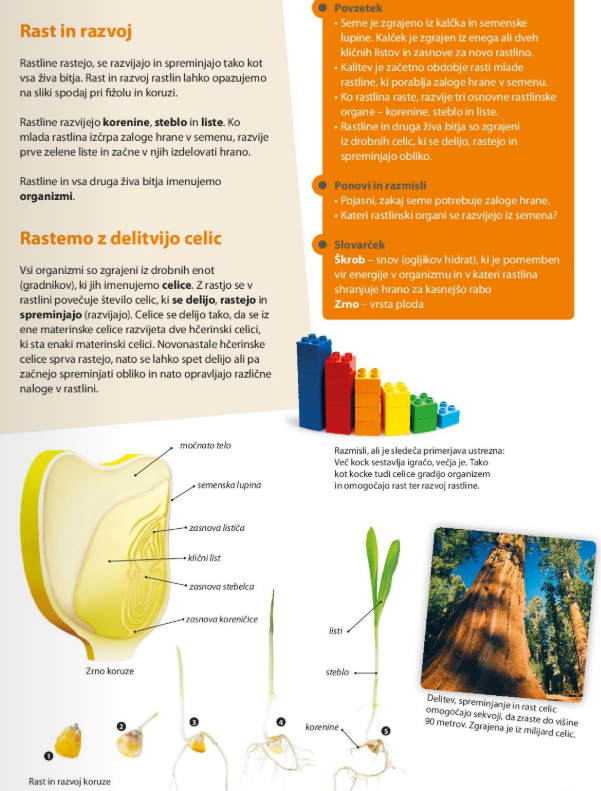 Rast in razvoj
Rastline rastejo, se razvijajo in spreminjajo tako kot
vsa živa bitja. Rast in razvoj rastlin lahko opazujemo
na sliki spodaj pri fižolu in koruzi.
Rastline razvijejo korenine, steblo in liste. Ko
mlada rastlina izčrpa zaloge hrane v semenu, razvije
prve zelene liste in začne v njih izdelovati hrano.
Rastline in vsa druga živa bitja imenujemo
organizmi.
Rastemo z delitvijo celic
Vsi organizmi so zgrajeni iz drobnih enot
(gradnikov), ki jih imenujemo celice. Z rastjo se v
rastlini povečuje število celic, ki se delijo, rastejo in
spreminjajo (razvijajo). Celice se delijo tako, da se iz
ene materinske celice razvijeta dve hčerinski celici,
ki sta enaki materinski celici. Novonastale hčerinske
celice sprva rastejo, nato se lahko spet delijo ali pa
začnejo spreminjati obliko in nato opravljajo različne
naloge v rastlini.
Povzetek
• Seme je zgrajeno iz kalčka in semenske
lupine. Kalček je zgrajen iz enega ali dveh
kličnih listov in zasnove za novo rastlino.
• Kalitev je začetno obdobje rasti mlade
rastline, ki porablja zaloge hrane v semenu.
• Ko rastlina raste, razvije tri osnovne rastlinske
organe – korenine, steblo in liste.
• Rastline in druga živa bitja so zgrajeni
iz drobnih celic, ki se delijo, rastejo in
spreminjajo obliko.
Ponovi in razmisli
• Pojasni, zakaj seme potrebuje zaloge hrane.
• Kateri rastlinski organi se razvijejo iz semena?
Slovarček
Škrob – snov (ogljikov hidrat), ki je pomemben
vir energije v organizmu in v kateri rastlina
shranjuje hrano za kasnejšo rabo
Zrno – vrsta ploda
Razmisli, ali je sledeča primerjava ustrezna:
Več kock sestavlja igračo, večja je. Tako
kot kocke tudi celice gradijo organizem
in omogočajo rast ter razvoj rastline.
močnato telo
semenska lupina
zasnova lističa
klični list
zasnova stebelca
zasnova koreničice
Zrno koruze
listi
steblo
korenine
1
2
3
4
5
Rast in razvoj koruze
Delitev, spreminjanje in rast celic
omogočajo sekvoji, da zraste do višine
90 metrov. Zgrajena je iz milijard celic.